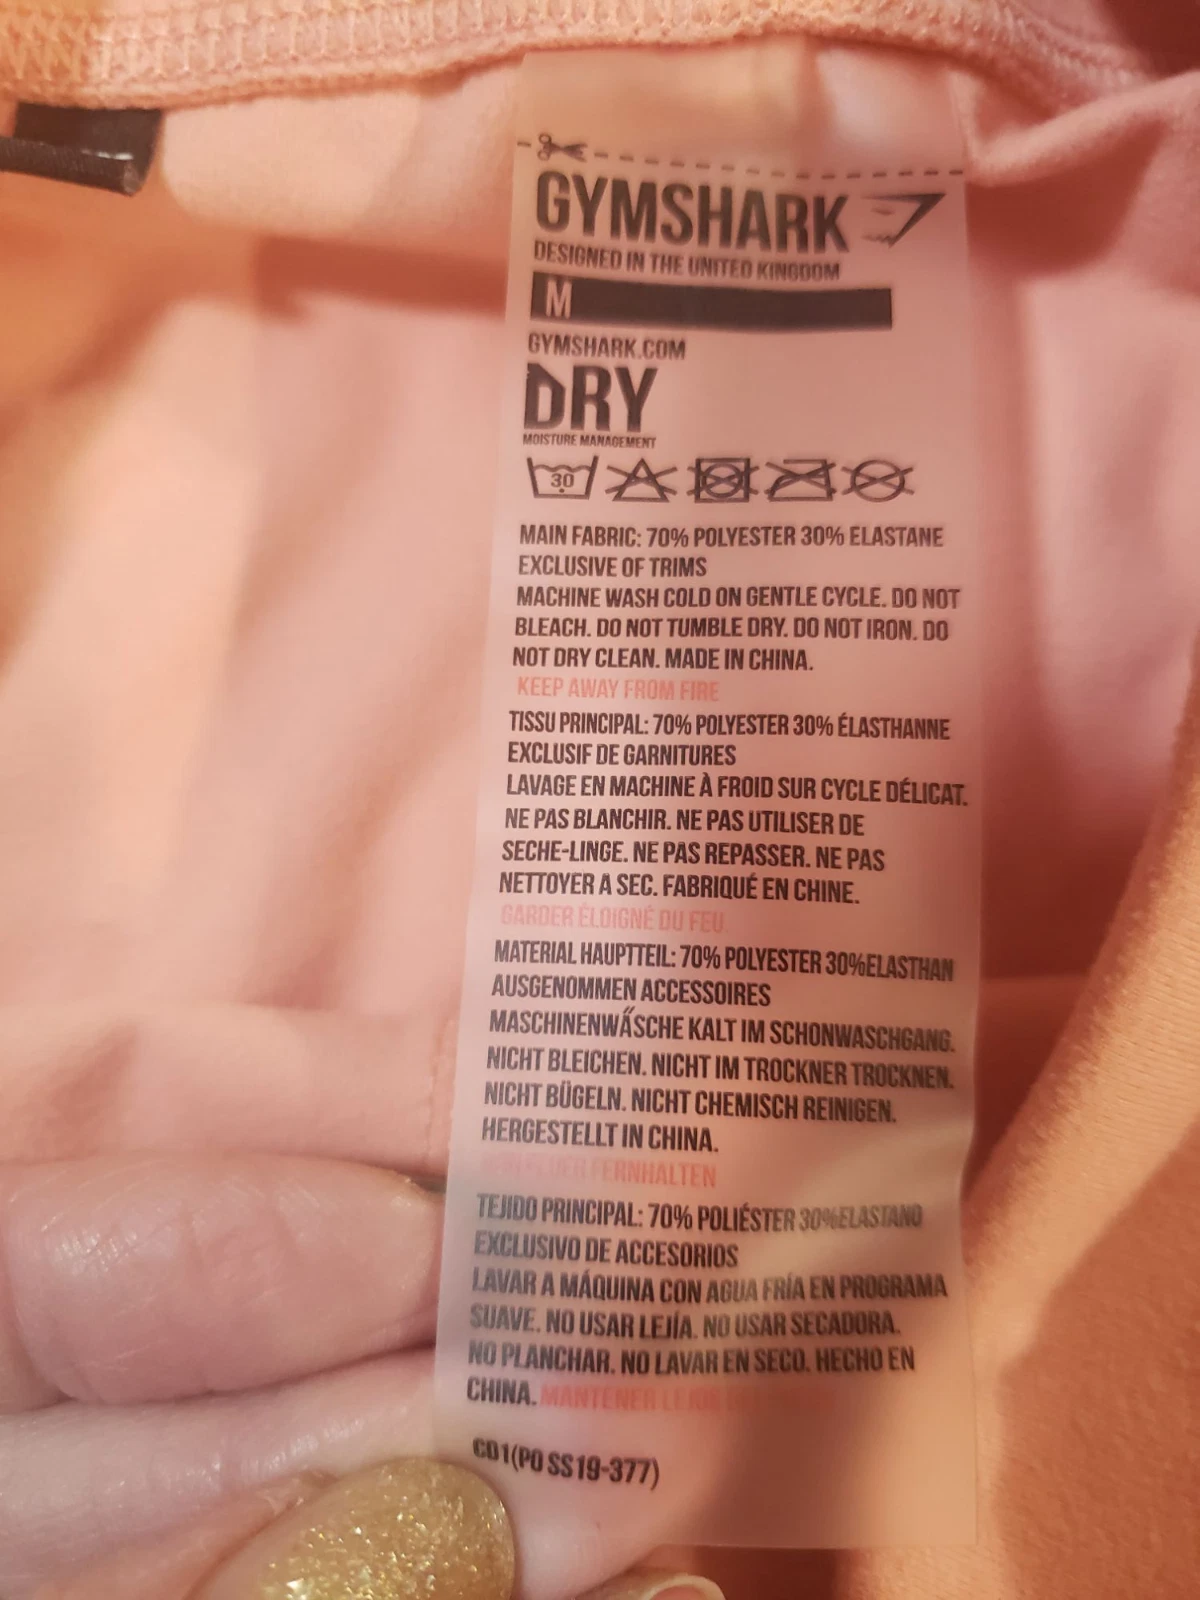 GYMSHARK
DESIGNED IN THE UNITED KINGDOM
M
GYMSHARK.COM
DRY
MOISTURE MANAGEMENT
30
MAIN FABRIC: 70% POLYESTER 30% ELASTANE
EXCLUSIVE OF TRIMS
MACHINE WASH COLD ON GENTLE CYCLE. DO NOT
BLEACH. DO NOT TUMBLE DRY. DO NOT IRON. DO
NOT DRY CLEAN. MADE IN CHINA.
KEEP AWAY FROM FIRE
TISSU PRINCIPAL: 70% POLYESTER 30% ÉLASTHANNE
EXCLUSIF DE GARNITURES
LAVAGE EN MACHINE À FROID SUR CYCLE DÉLICAT.
NE PAS BLANCHIR. NE PAS UTILISER DE
SECHE-LINGE. NE PAS REPASSER. NE PAS
NETTOYER A SEC. FABRIQUÉ EN CHINE.
GARDER ÉLOIGNÉ DU FEU
MATERIAL HAUPTTEIL: 70% POLYESTER 30%ELASTHAN
AUSGENOMMEN ACCESSOIRES
MASCHINENWÄSCHE KALT IM SCHONWASCHGANG.
NICHT BLEICHEN. NICHT IM TROCKNER TROCKNEN.
NICHT BÜGELN. NICHT CHEMISCH REINIGEN.
HERGESTELLT IN CHINA.
FERNHALTEN
TEJIDO PRINCIPAL: 70% POLIÉSTER 30%ELASTANO
EXCLUSIVO DE ACCESORIOS
LAVAR A MÁQUINA CON AGUA FRÍA EN PROGRAMA
SUAVE. NO USAR LEJÍA. NO USAR SECADORA.
NO PLANCHAR. NO LAVAR EN SECO. HECHO EN
CHINA. MANTENER LEJOS
CD1(PO SS19-377)